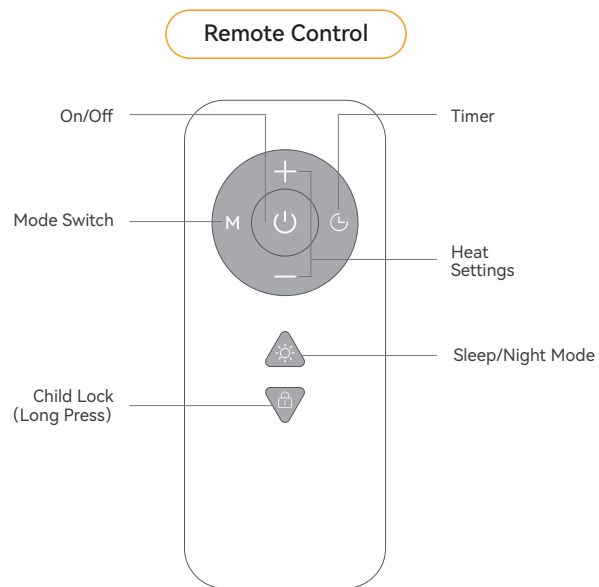 Remote Control
On/Off
Timer
Mode Switch
M
Heat
Settings
Sleep/Night Mode
Child Lock
(Long Press)